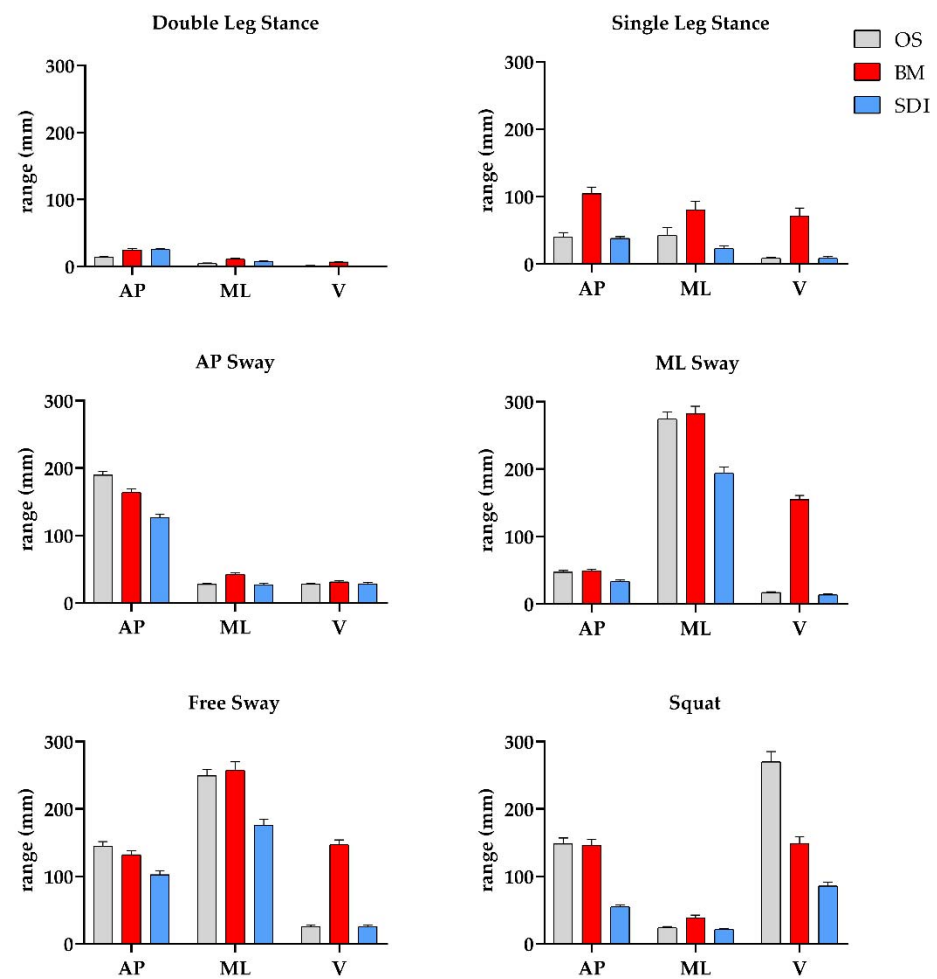 Double Leg Stance
range (mm)
300
200
100
0
AP ML V
Single Leg Stance
range (mm)
300
200
100
0
AP ML V
OS
BM
SDI
AP Sway
range (mm)
300
200
100
0
AP ML V
ML Sway
range (mm)
300
200
100
0
AP ML V
Free Sway
range (mm)
300
200
100
0
AP ML V
Squat
range (mm)
300
200
100
0
AP ML V